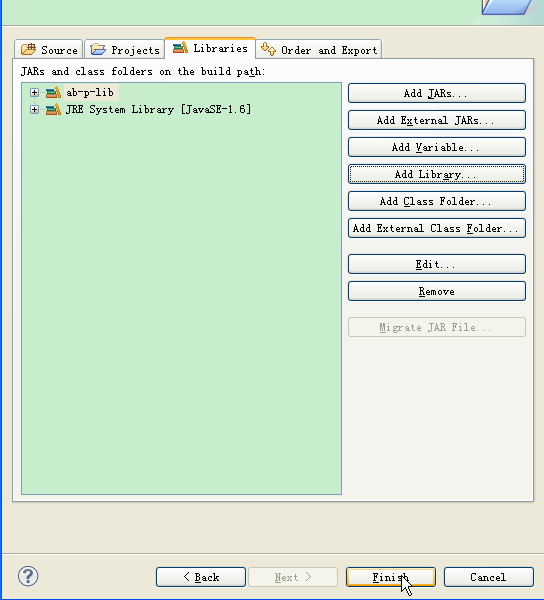 Source Projects Libraries Order and Export
JARs and class folders on the build path:
ab-p-lib
JRE System Library [JavaSE-1.6]
Add JARs...
Add External JARs...
Add Variable...
Add Library...
Add Class Folder...
Add External Class Folder...
Edit...
Remove
Migrate JAR File...
? < Back Next > Finish Cancel